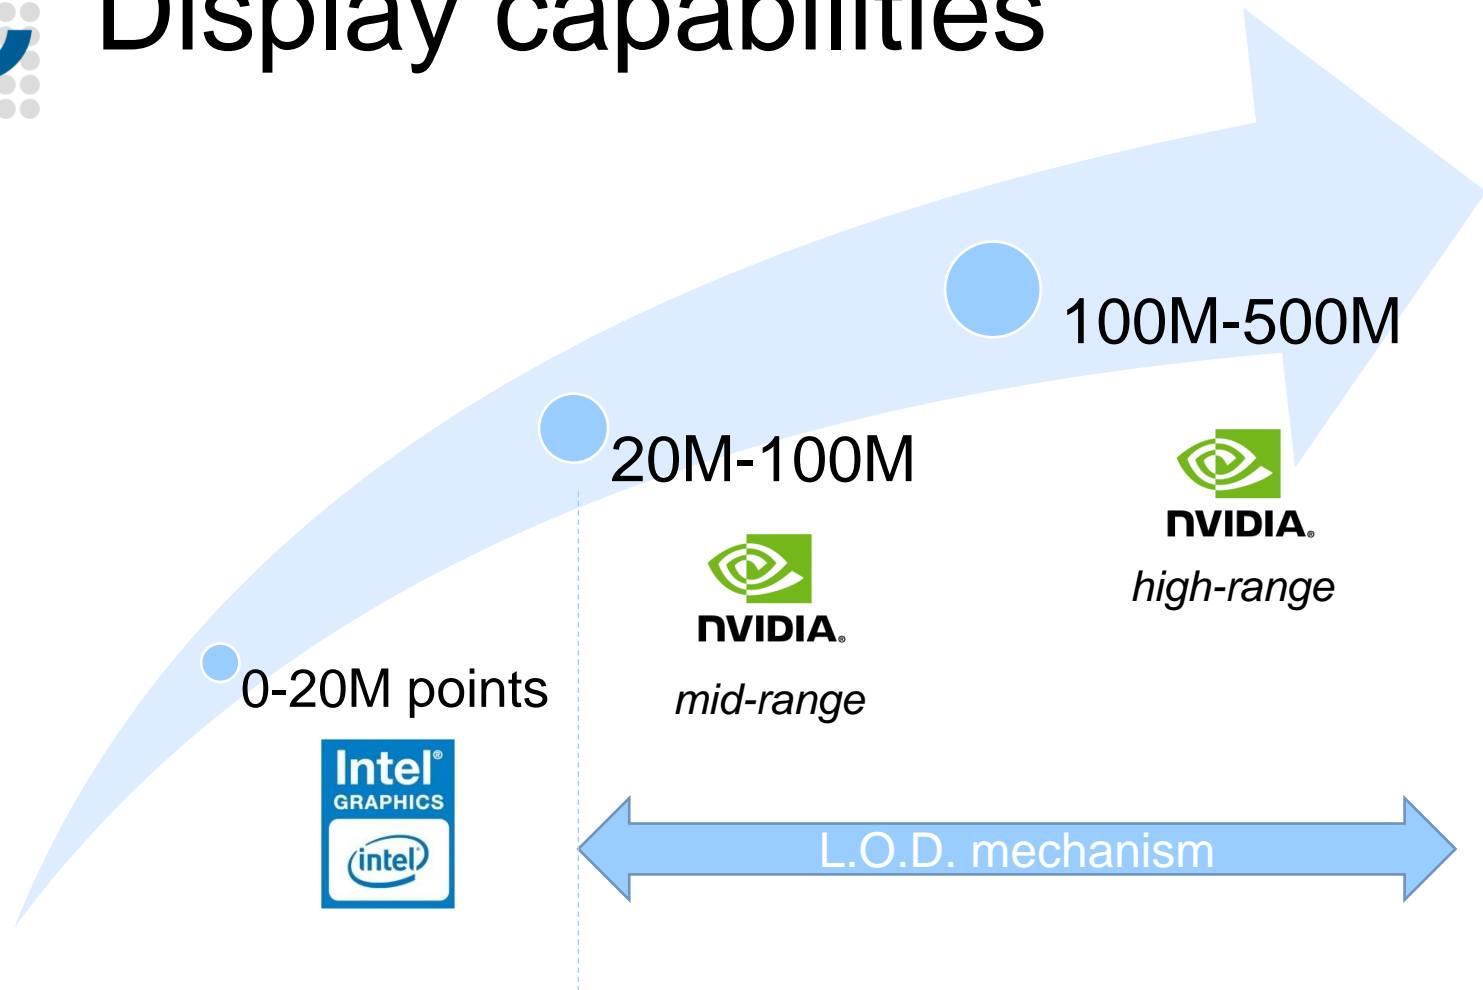 Display capabilities
100M-500M
20M-100M
NVIDIA®
high-range
NVIDIA®
mid-range
0-20M points
Intel®
GRAPHICS
intel
L.O.D. mechanism